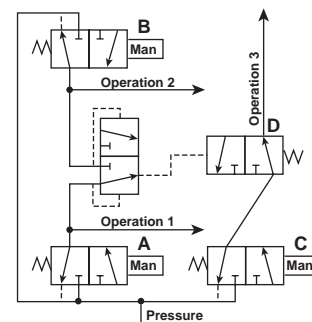 B
Man
Operation 2
Operation 3
D
Operation 1
A
Man
C
Man
Pressure